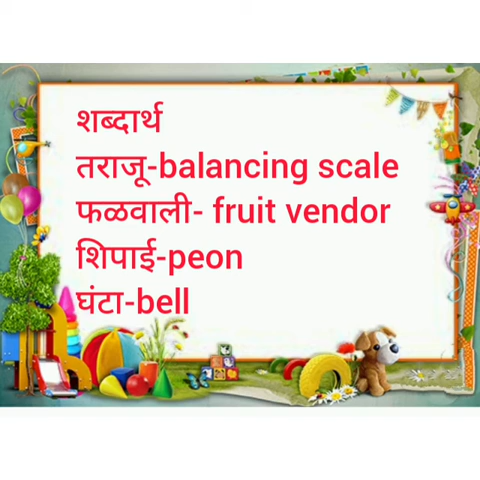 शब्दार्थ
तराजू-balancing scale
फळवाली- fruit vendor
शिपाई-peon
घंटा-bell